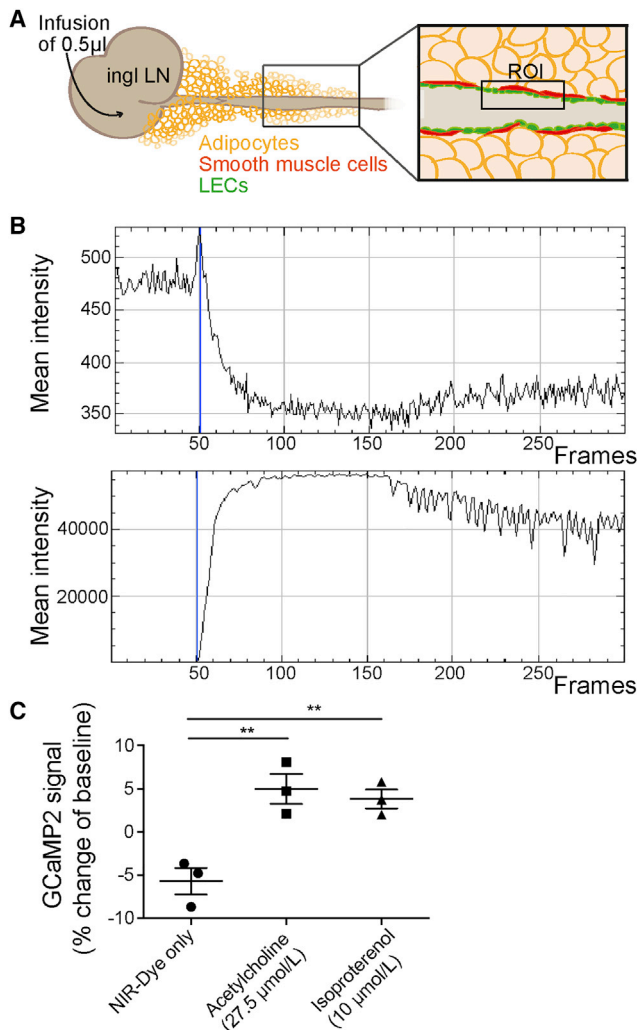 A
Infusion
of 0.5µl
ingl LN
ROI
Adipocytes
Smooth muscle cells
LECs
B
Mean intensity
500
450
400
350
50
100
150
200
250
Frames
Mean intensity
40000
20000
50
100
150
200
250
Frames
C
GCaMP2 signal
(% change of baseline)
**
**
10
5
0
-5
-10
NIR-Dye only
Acetylcholine
(27.5 µmol/L)
Isoproterenol
(10 µmol/L)